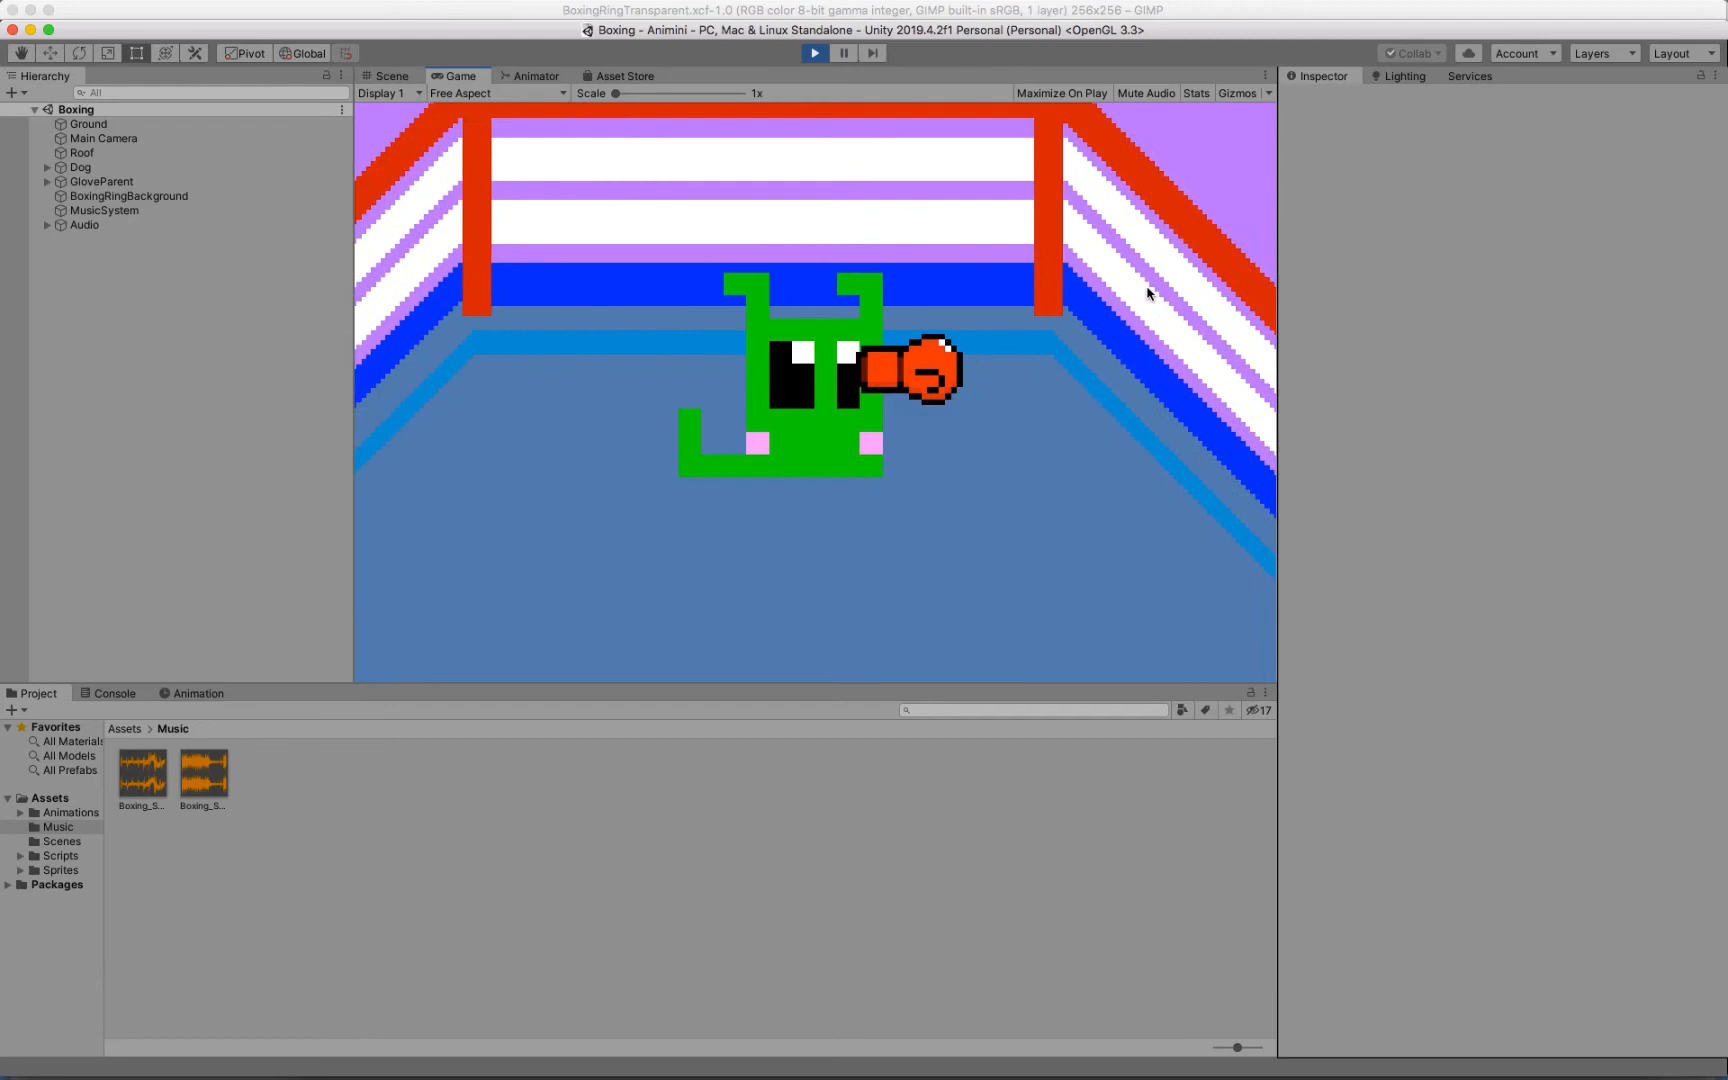 BoxingRingTransparent.xcf-1.0 (RGB color 8-bit gamma integer, GIMP built-in sRGB, 1 layer) 256x256 – GIMP
Boxing - Animini - PC, Mac & Linux Standalone - Unity 2019.4.2f1 Personal (Personal) <OpenGL 3.3>
Pivot Global Collab Account Layers Layout
Hierarchy Scene Game Animator Asset Store Inspector Lighting Services
All Display 1 Free Aspect Scale 1x Maximize On Play Mute Audio Stats Gizmos
Boxing
Ground
Main Camera
Roof
Dog
GloveParent
BoxingRingBackground
MusicSystem
Audio
Project Console Animation
17
Favorites Assets > Music
All Materials
All Models
All Prefabs
Assets
Boxing_S... Boxing_S...
Animations
Music
Scenes
Scripts
Sprites
Packages